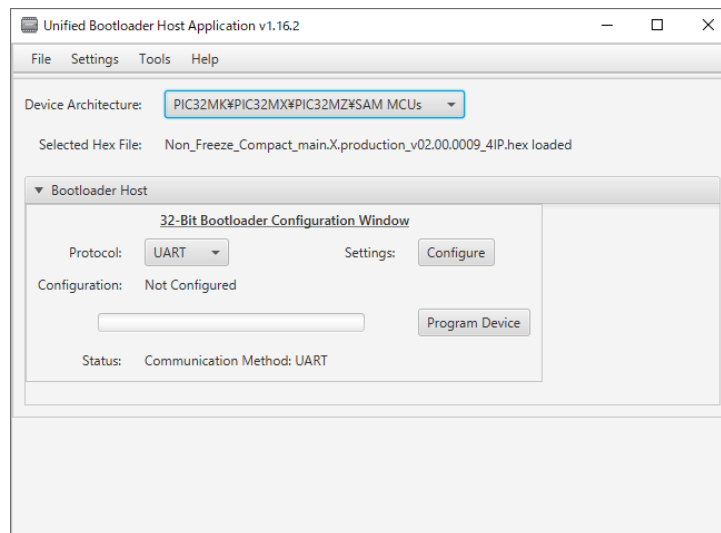 Unified Bootloader Host Application v1.16.2
File Settings Tools Help
Device Architecture: PIC32MK¥PIC32MX¥PIC32MZ¥SAM MCUs
Selected Hex File: Non_Freeze_Compact_main.X.production_v02.00.0009_4IP.hex loaded
Bootloader Host
32-Bit Bootloader Configuration Window
Protocol: UART Settings: Configure
Configuration: Not Configured
Program Device
Status: Communication Method: UART